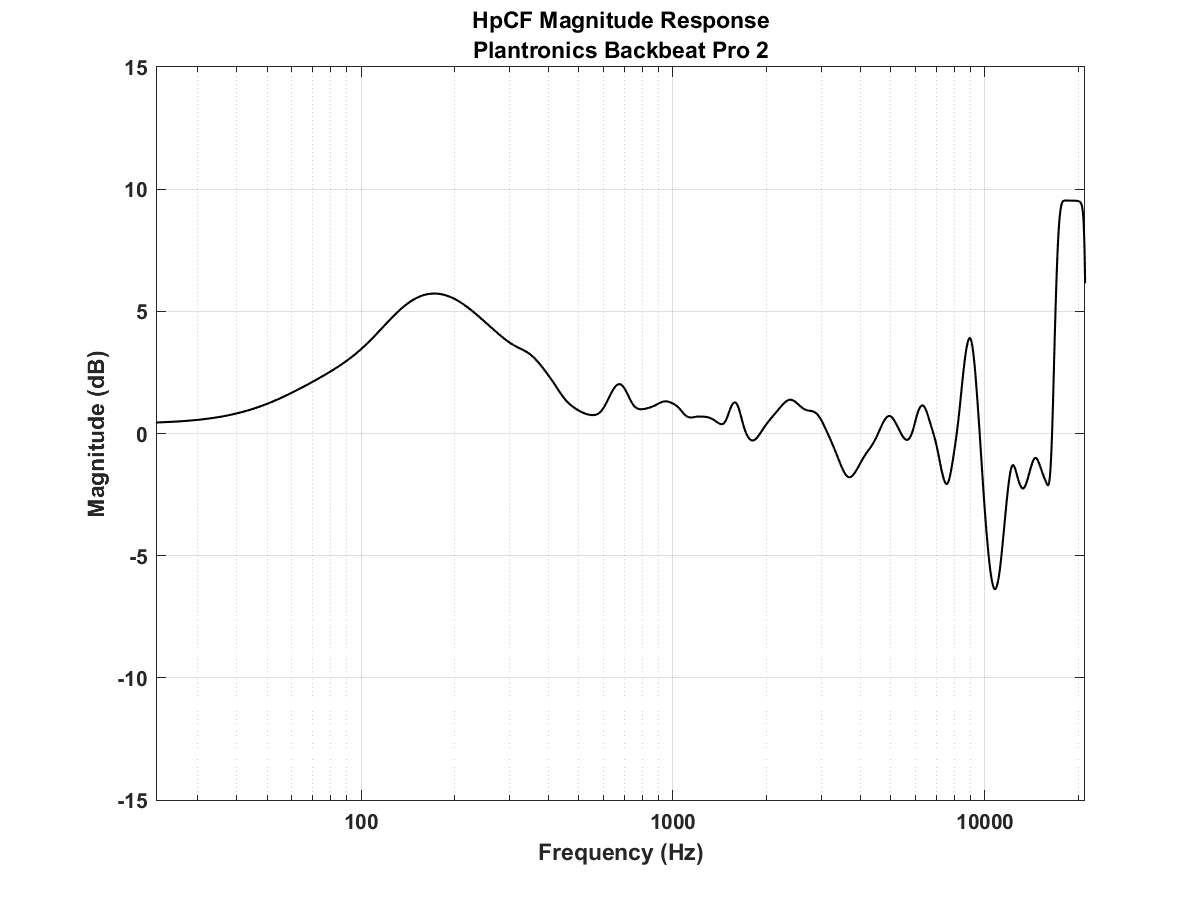 HpCF Magnitude Response
Plantronics Backbeat Pro 2
15
10
5
0
-5
-10
-15
Magnitude (dB)
100
1000
10000
Frequency (Hz)